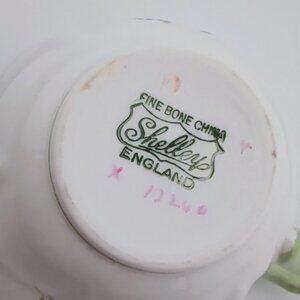 FINE BONE CHINA
Shelley
ENGLAND
X 13240